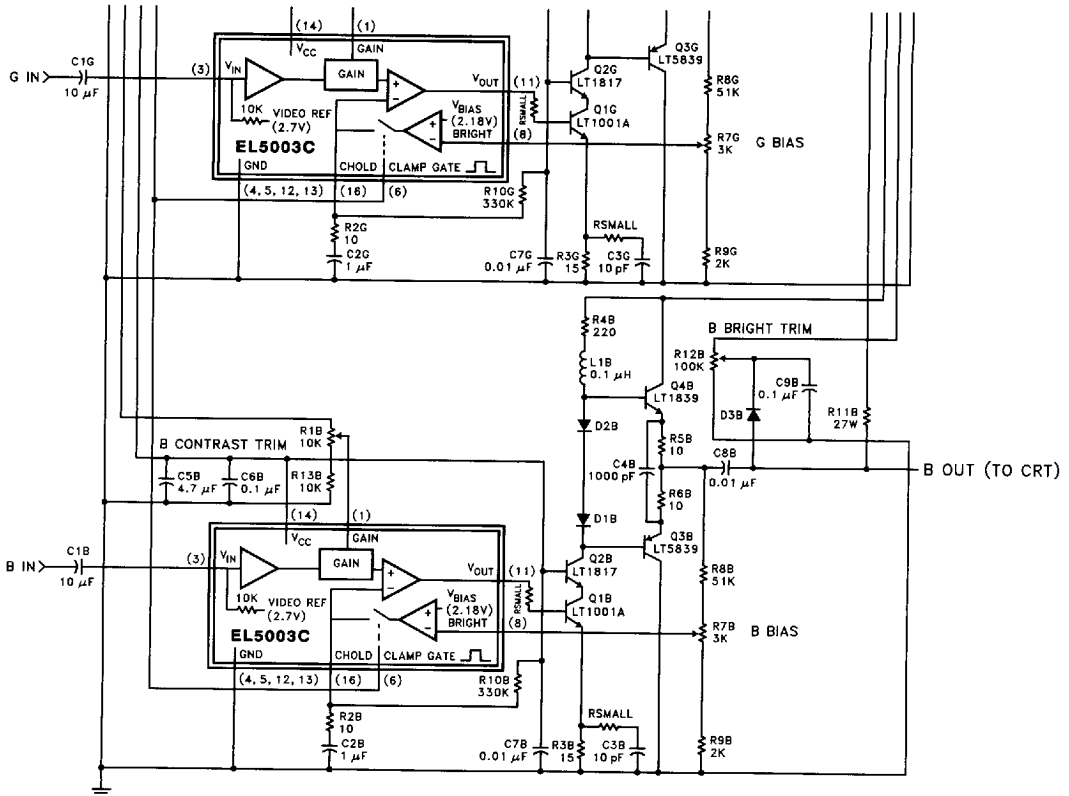 (14)
(1)
VCC
GAIN
GAIN
C1G
G IN
10 μF
(3)
VIN
10K
VIDEO REF
(2.7V)
EL5003C
GND
VOUT
(11)
RSMALL
VBIAS
(2.18V)
BRIGHT
(8)
CHOLD
CLAMP GATE
(4, 5, 12, 13)
(16)
(6)
Q3G
LT5839
Q2G
LT1817
Q1G
LT1001A
R8G
51K
R7G
3K
G BIAS
R10G
330K
R2G
10
C2G
1 μF
C7G
0.01 μF
RSMALL
R3G
15
C3G
10 pF
R9G
2K
R4B
220
L1B
0.1 μH
B BRIGHT TRIM
R12B
100K
C9B
0.1 μF
D3B
R11B
27W
Q4B
LT1839
D2B
R5B
10
C4B
1000 pF
C8B
0.01 μF
R6B
10
B OUT (TO CRT)
D1B
Q3B
LT5839
R1B
10K
B CONTRAST TRIM
C5B
4.7 μF
C6B
0.1 μF
R13B
10K
(14)
(1)
VCC
GAIN
GAIN
C1B
B IN
10 μF
(3)
VIN
10K
VIDEO REF
(2.7V)
EL5003C
GND
VOUT
(11)
RSMALL
VBIAS
(2.18V)
BRIGHT
(8)
CHOLD
CLAMP GATE
(4, 5, 12, 13)
(16)
(6)
Q2B
LT1817
Q1B
LT1001A
R8B
51K
R7B
3K
B BIAS
R10B
330K
R2B
10
C2B
1 μF
C7B
0.01 μF
RSMALL
R3B
15
C3B
10 pF
R9B
2K